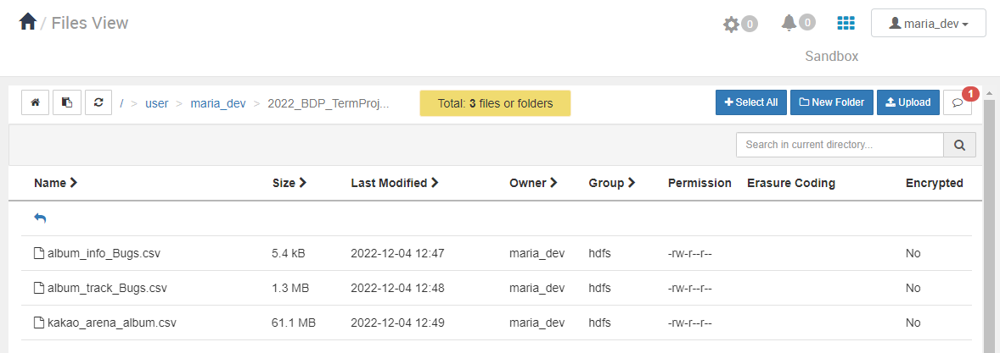 / Files View
0
0
maria_dev
Sandbox
/ > user > maria_dev > 2022_BDP_TermProj...
Total: 3 files or folders
Select All
New Folder
Upload
1
Search in current directory...
Name Size Last Modified Owner Group Permission Erasure Coding Encrypted
album_info_Bugs.csv 5.4 kB 2022-12-04 12:47 maria_dev hdfs -rw-r--r-- No
album_track_Bugs.csv 1.3 MB 2022-12-04 12:48 maria_dev hdfs -rw-r--r-- No
kakao_arena_album.csv 61.1 MB 2022-12-04 12:49 maria_dev hdfs -rw-r--r-- No